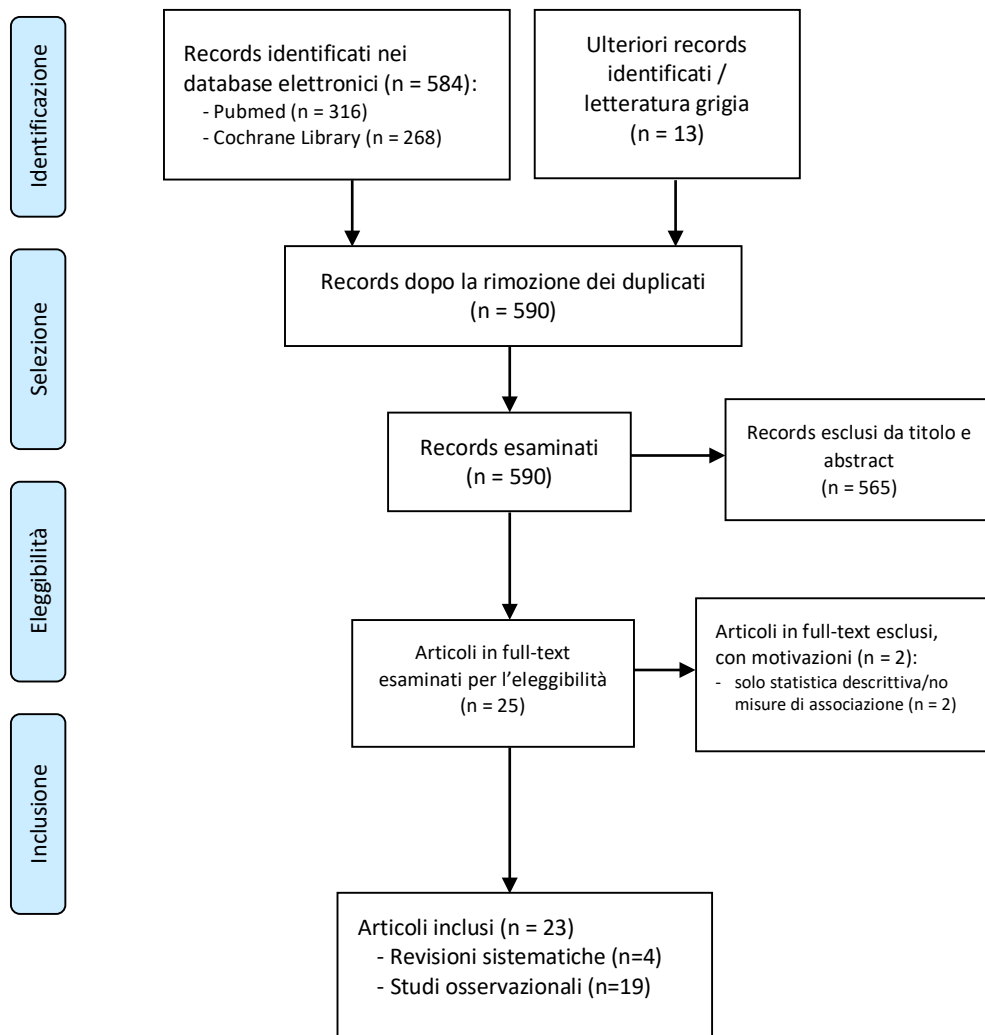 Identificazione
Records identificati nei
database elettronici (n = 584):
- Pubmed (n = 316)
- Cochrane Library (n = 268)
Ulteriori records
identificati /
letteratura grigia
(n = 13)
Selezione
Records dopo la rimozione dei duplicati
(n = 590)
Records esaminati
(n = 590)
Records esclusi da titolo e
abstract
(n = 565)
Eleggibilità
Articoli in full-text
esaminati per l’eleggibilità
(n = 25)
Articoli in full-text esclusi,
con motivazioni (n = 2):
- solo statistica descrittiva/no
misure di associazione (n = 2)
Inclusione
Articoli inclusi (n = 23)
- Revisioni sistematiche (n=4)
- Studi osservazionali (n=19)